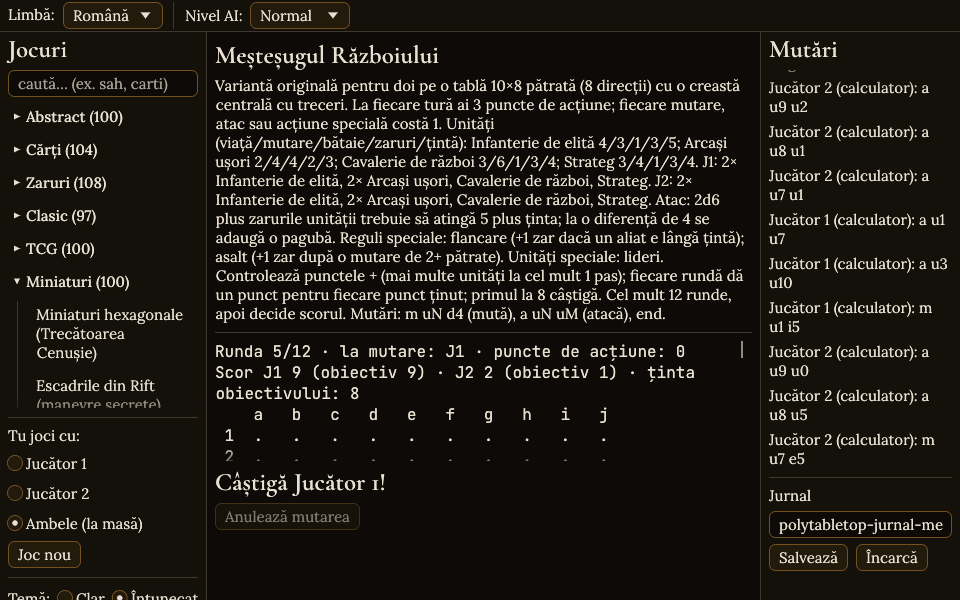 Limbă: Română ▼ Nivel AI: Normal ▼
Jocuri
caută... (ex. sah, carti)
▸ Abstract (100)
▸ Cărți (104)
▸ Zaruri (108)
▸ Clasic (97)
▸ TCG (100)
▾ Miniaturi (100)
Miniaturi hexagonale
(Trecătoarea
Cenușie)
Escadrile din Rift
(manevre secrete)
Tu joci cu:
Jucător 1
Jucător 2
Ambele (la masă)
Joc nou
Temă: Clar Întunecat
Meșteșugul Războiului
Variantă originală pentru doi pe o tablă 10×8 pătrată (8 direcții) cu o creastă
centrală cu treceri. La fiecare tură ai 3 puncte de acțiune; fiecare mutare,
atac sau acțiune specială costă 1. Unități
(viață/mutare/bătaie/zaruri/țintă): Infanterie de elită 4/3/1/3/5; Arcași
ușori 2/4/4/2/3; Cavalerie de război 3/6/1/3/4; Strateg 3/4/1/3/4. J1: 2×
Infanterie de elită, 2× Arcași ușori, Cavalerie de război, Strateg. J2: 2×
Infanterie de elită, 2× Arcași ușori, Cavalerie de război, Strateg. Atac: 2d6
plus zarurile unității trebuie să atingă 5 plus ținta; la o diferență de 4 se
adaugă o pagubă. Reguli speciale: flancare (+1 zar dacă un aliat e lângă țintă);
asalt (+1 zar după o mutare de 2+ pătrate). Unități speciale: lideri.
Controlează punctele + (mai multe unități la cel mult 1 pas); fiecare rundă dă
un punct pentru fiecare punct ținut; primul la 8 câștigă. Cel mult 12 runde,
apoi decide scorul. Mutări: m uN d4 (mută), a uN uM (atacă), end.
Runda 5/12 · la mutare: J1 · puncte de acțiune: 0
Scor J1 9 (obiectiv 9) · J2 2 (obiectiv 1) · ținta
obiectivului: 8
a b c d e f g h i j
1 . . . . . . . . . .
2 . . . . . . . . . .
Câștigă Jucător 1!
Anulează mutarea
Mutări
Jucător 2 (calculator): a
u9 u2
Jucător 2 (calculator): a
u8 u1
Jucător 2 (calculator): a
u7 u1
Jucător 1 (calculator): a u1
u7
Jucător 1 (calculator): a u3
u10
Jucător 1 (calculator): m
u1 i5
Jucător 2 (calculator): a
u9 u0
Jucător 2 (calculator): a
u8 u5
Jucător 2 (calculator): m
u7 e5
Jurnal
polytabletop-jurnal-me
Salvează Încarcă